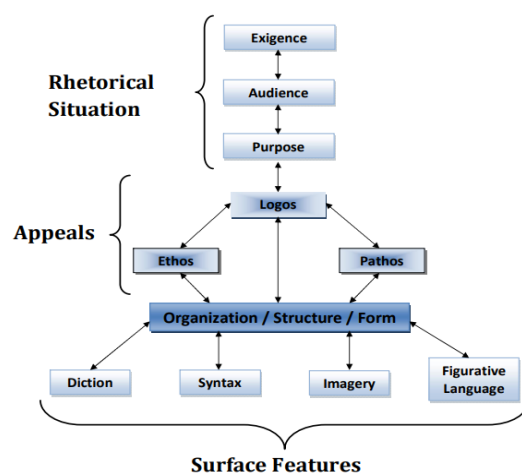 Exigence
Rhetorical
Situation
Audience
Purpose
Logos
Appeals
Ethos
Pathos
Organization / Structure / Form
Diction
Syntax
Imagery
Figurative
Language
Surface Features